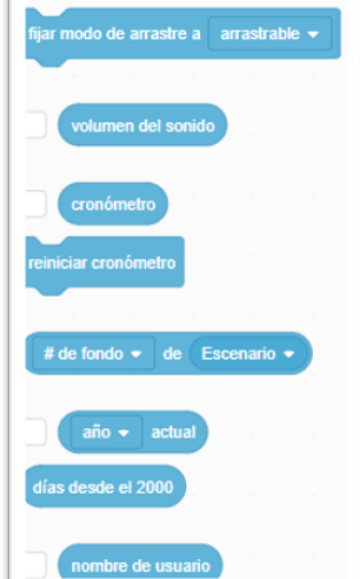 fijar modo de arrastre a arrastrable
volumen del sonido
cronómetro
reiniciar cronómetro
# de fondo de Escenario
año actual
días desde el 2000
nombre de usuario